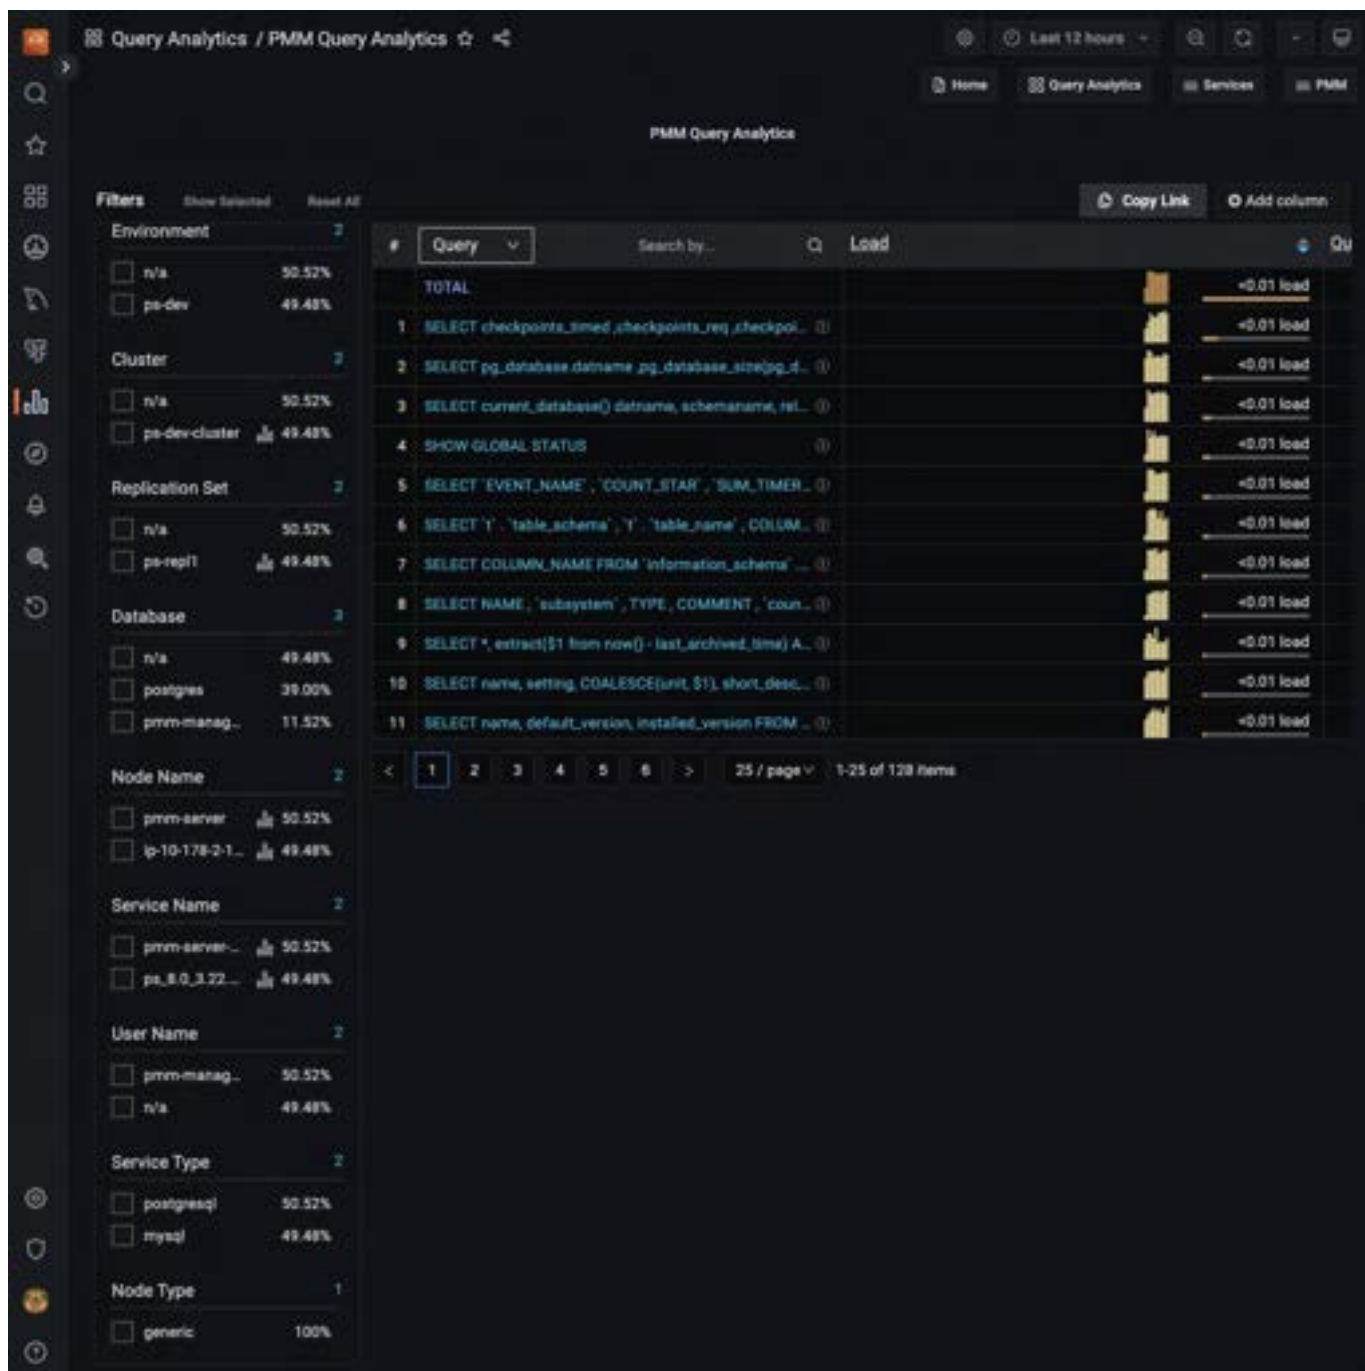 Query Analytics / PMM Query Analytics
Last 12 hours
Home
Query Analytics
Services
PMM
PMM Query Analytics
Filters
Show Selected
Reset All
Copy Link
Add column
Environment 2
n/a 50.52%
ps-dev 49.48%
Cluster 2
n/a 50.52%
ps-dev-cluster 49.48%
Replication Set 2
n/a 50.52%
ps-repl1 49.48%
Database 3
n/a 49.48%
postgres 39.00%
pmm-manag... 11.52%
Node Name 2
pmm-server 50.52%
ip-10-178-2-1... 49.48%
Service Name 2
pmm-server-... 50.52%
ps_8.0_3.22.... 49.48%
User Name 2
pmm-manag... 50.52%
n/a 49.48%
Service Type 2
postgresql 50.52%
mysql 49.48%
Node Type 1
generic 100%
# Query Search by... Load Qu
TOTAL <0.01 load
1 SELECT checkpoints_timed ,checkpoints_req ,checkpoi... <0.01 load
2 SELECT pg_database.datname ,pg_database_size(pg_d... <0.01 load
3 SELECT current_database() datname, schemaname, rel... <0.01 load
4 SHOW GLOBAL STATUS <0.01 load
5 SELECT `EVENT_NAME` , `COUNT_STAR` , `SUM_TIMER... <0.01 load
6 SELECT `t` . `table_schema` , `t` . `table_name` , COLUM... <0.01 load
7 SELECT COLUMN_NAME FROM `information_schema` .... <0.01 load
8 SELECT NAME , `subsystem` , TYPE , COMMENT , `coun... <0.01 load
9 SELECT *, extract($1 from now() - last_archived_time) A... <0.01 load
10 SELECT name, setting, COALESCE(unit, $1), short_desc,... <0.01 load
11 SELECT name, default_version, installed_version FROM ... <0.01 load
< 1 2 3 4 5 6 > 25 / page 1-25 of 128 items